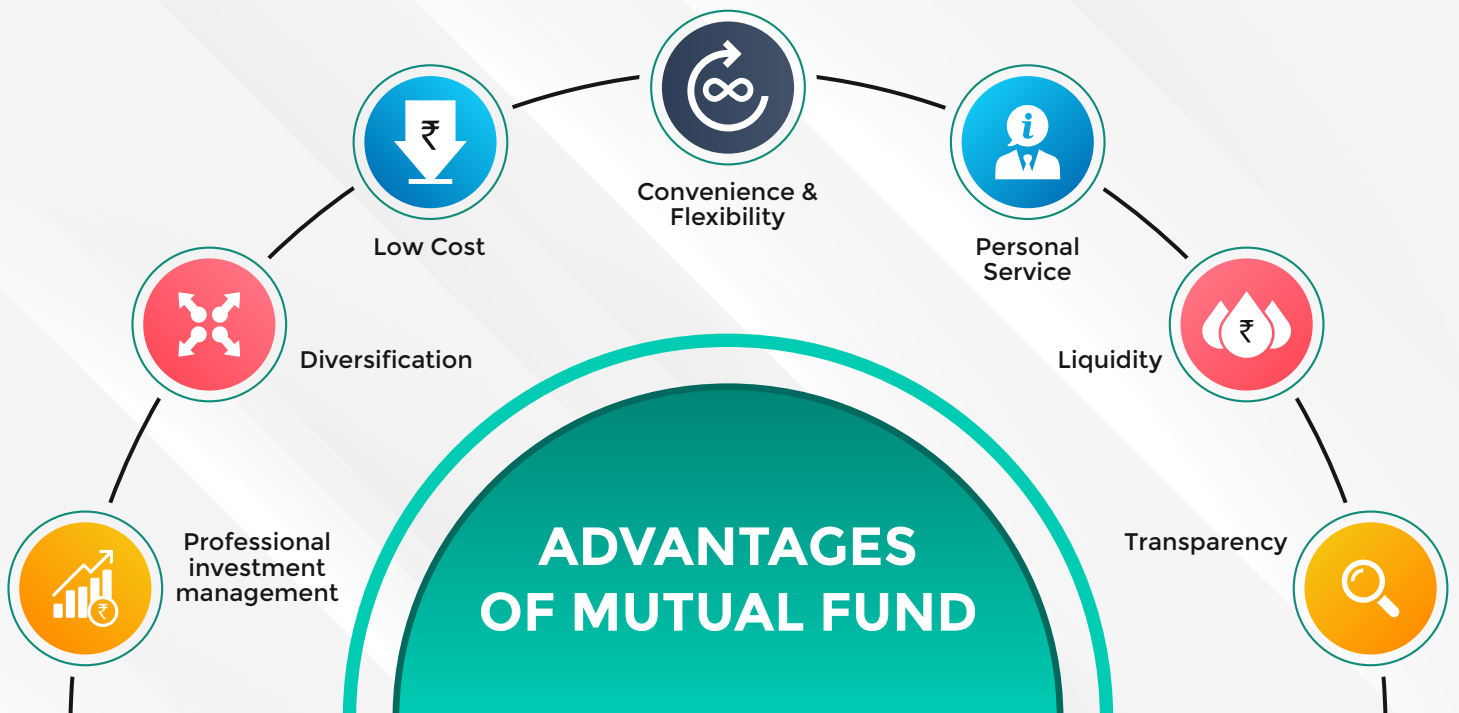 Convenience &
Flexibility
Low Cost
₹
Personal
Service
i
Diversification
Liquidity
₹
Professional
investment
management
₹
Transparency
ADVANTAGES
OF MUTUAL FUND